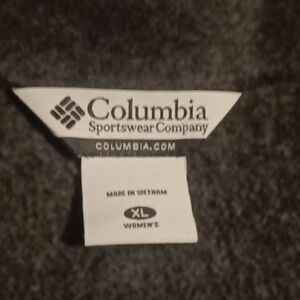 Columbia
Sportswear Company
COLUMBIA.COM
MADE IN VIETNAM
XL
WOMEN'S